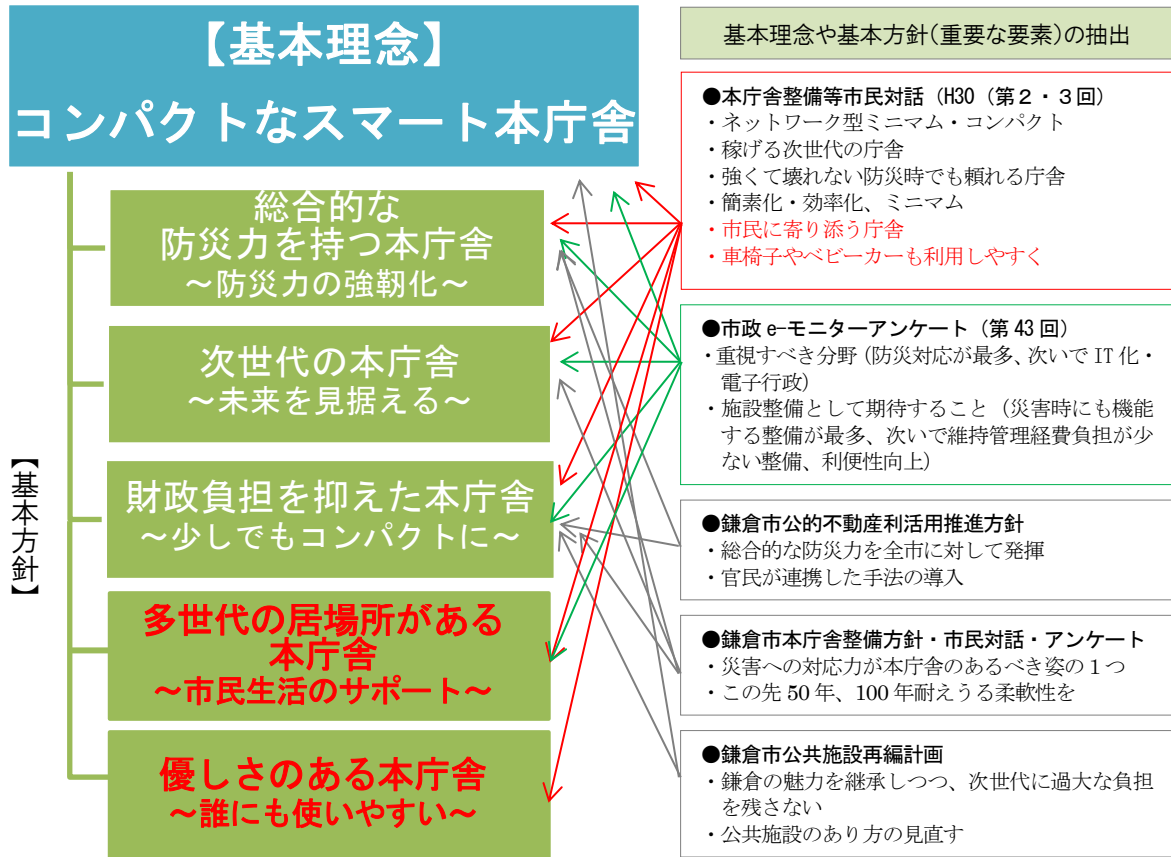 【基本理念】
コンパクトなスマート本庁舎
総合的な
防災力を持つ本庁舎
～防災力の強靭化～
次世代の本庁舎
～未来を見据える～
財政負担を抑えた本庁舎
～少しでもコンパクトに～
多世代の居場所がある
本庁舎
～市民生活のサポート～
優しさのある本庁舎
～誰にも使いやすい～
【基本方針】
基本理念や基本方針(重要な要素)の抽出
●本庁舎整備等市民対話（H30（第２・３回）
・ネットワーク型ミニマム・コンパクト
・稼げる次世代の庁舎
・強くて壊れない防災時でも頼れる庁舎
・簡素化・効率化、ミニマム
・市民に寄り添う庁舎
・車椅子やベビーカーも利用しやすく
●市政 e-モニターアンケート（第 43 回）
・重視すべき分野（防災対応が最多、次いで IT 化・
電子行政）
・施設整備として期待すること（災害時にも機能
する整備が最多、次いで維持管理経費負担が少
ない整備、利便性向上）
●鎌倉市公的不動産利活用推進方針
・総合的な防災力を全市に対して発揮
・官民が連携した手法の導入
●鎌倉市本庁舎整備方針・市民対話・アンケート
・災害への対応力が本庁舎のあるべき姿の１つ
・この先 50 年、100 年耐えうる柔軟性を
●鎌倉市公共施設再編計画
・鎌倉の魅力を継承しつつ、次世代に過大な負担
を残さない
・公共施設のあり方の見直す